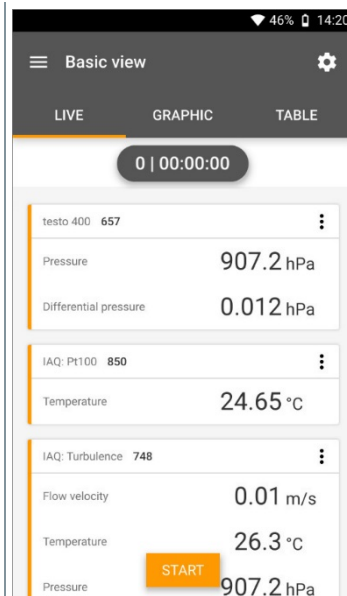 46% 14:20
Basic view
LIVE GRAPHIC TABLE
0 | 00:00:00
testo 400 657
Pressure 907.2 hPa
Differential pressure 0.012 hPa
IAQ: Pt100 850
Temperature 24.65 °C
IAQ: Turbulence 748
Flow velocity 0.01 m/s
Temperature 26.3 °C
START
Pressure 907.2 hPa